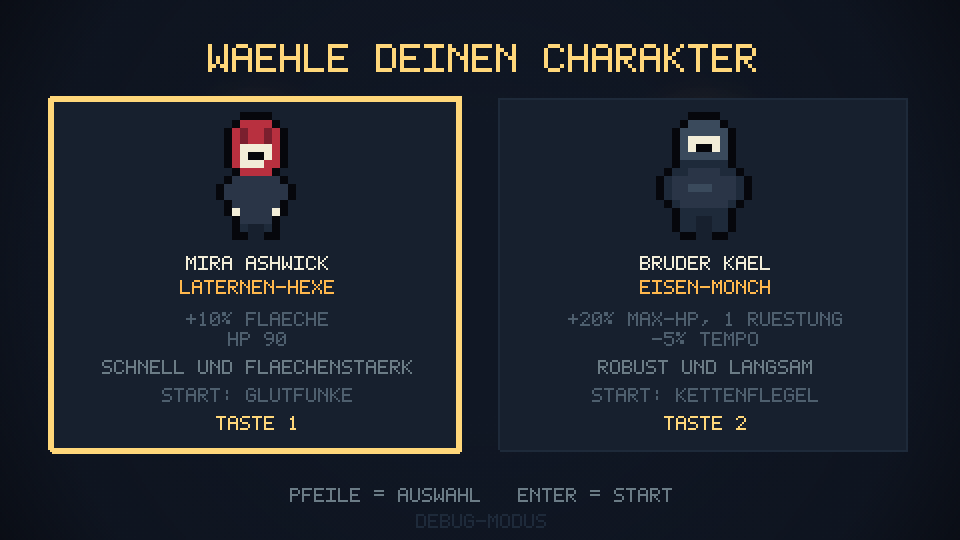 WAEHLE DEINEN CHARAKTER
MIRA ASHWICK
LATERNEN-HEXE
+10% FLAECHE
HP 90
SCHNELL UND FLAECHENSTAERK
START: GLUTFUNKE
TASTE 1
BRUDER KAEL
EISEN-MONCH
+20% MAX-HP, 1 RUESTUNG
-5% TEMPO
ROBUST UND LANGSAM
START: KETTENFLEGEL
TASTE 2
PFEILE = AUSWAHL ENTER = START
DEBUG-MODUS